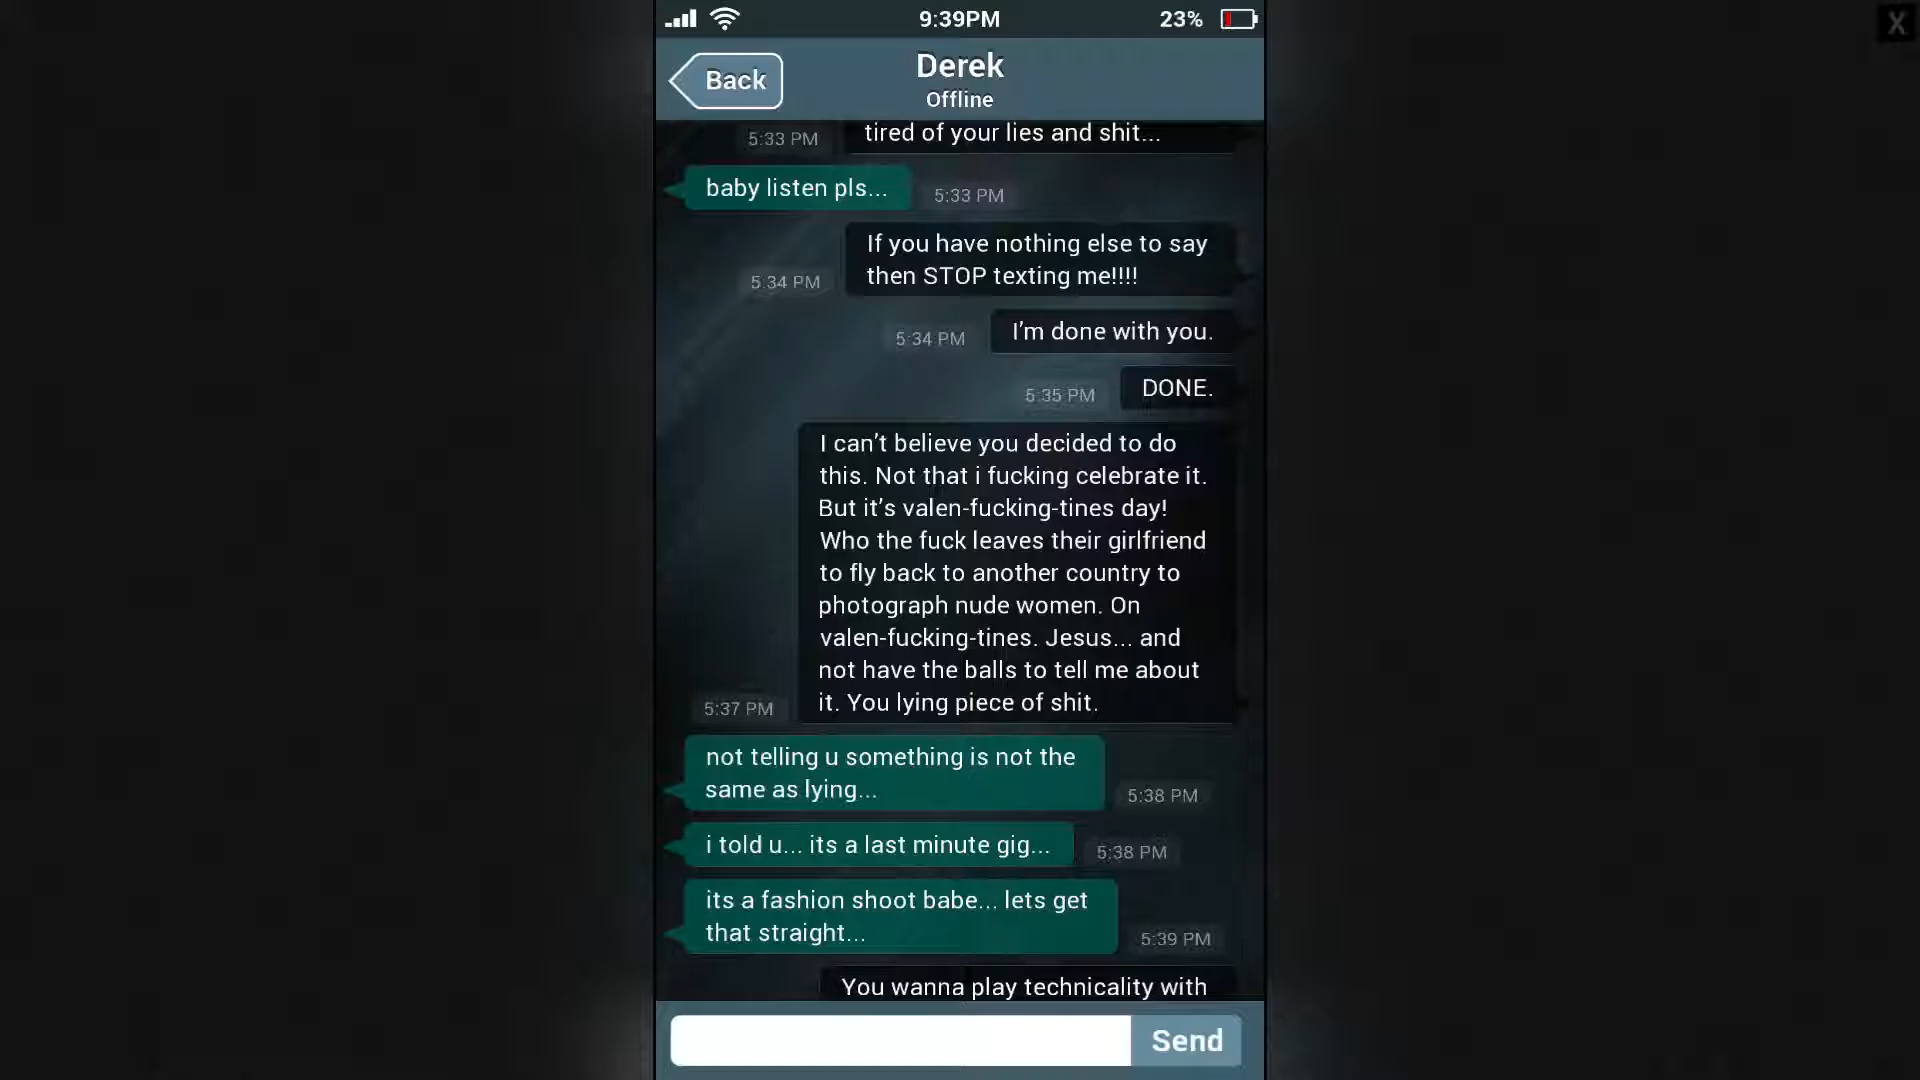 9:39PM
23%
X
Back
Derek
Offline
tired of your lies and shit...
5:33 PM
baby listen pls...
5:33 PM
If you have nothing else to say
then STOP texting me!!!!
5:34 PM
I’m done with you.
5:34 PM
DONE.
5:35 PM
I can’t believe you decided to do
this. Not that i fucking celebrate it.
But it’s valen-fucking-tines day!
Who the fuck leaves their girlfriend
to fly back to another country to
photograph nude women. On
valen-fucking-tines. Jesus... and
not have the balls to tell me about
it. You lying piece of shit.
5:37 PM
not telling u something is not the
same as lying...
5:38 PM
i told u... its a last minute gig...
5:38 PM
its a fashion shoot babe... lets get
that straight...
5:39 PM
You wanna play technicality with
Send